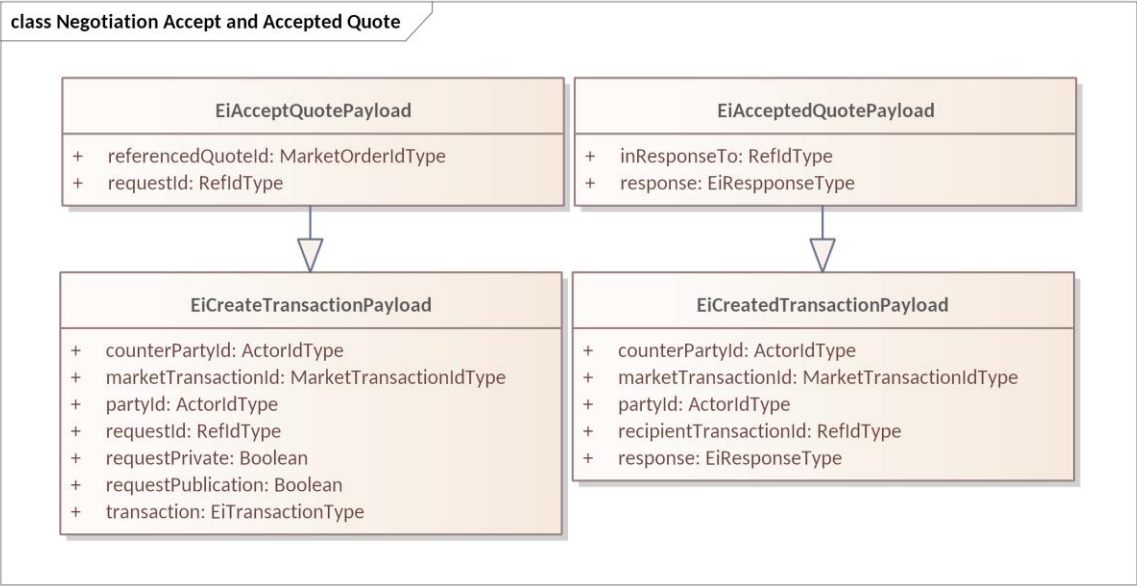 class Negotiation Accept and Accepted Quote
EiAcceptQuotePayload
+ referencedQuoteId: MarketOrderIdType
+ requestId: RefIdType
EiAcceptedQuotePayload
+ inResponseTo: RefIdType
+ response: EiRespponseType
EiCreateTransactionPayload
+ counterPartyId: ActorIdType
+ marketTransactionId: MarketTransactionIdType
+ partyId: ActorIdType
+ requestId: RefIdType
+ requestPrivate: Boolean
+ requestPublication: Boolean
+ transaction: EiTransactionType
EiCreatedTransactionPayload
+ counterPartyId: ActorIdType
+ marketTransactionId: MarketTransactionIdType
+ partyId: ActorIdType
+ recipientTransactionId: RefIdType
+ response: EiResponseType